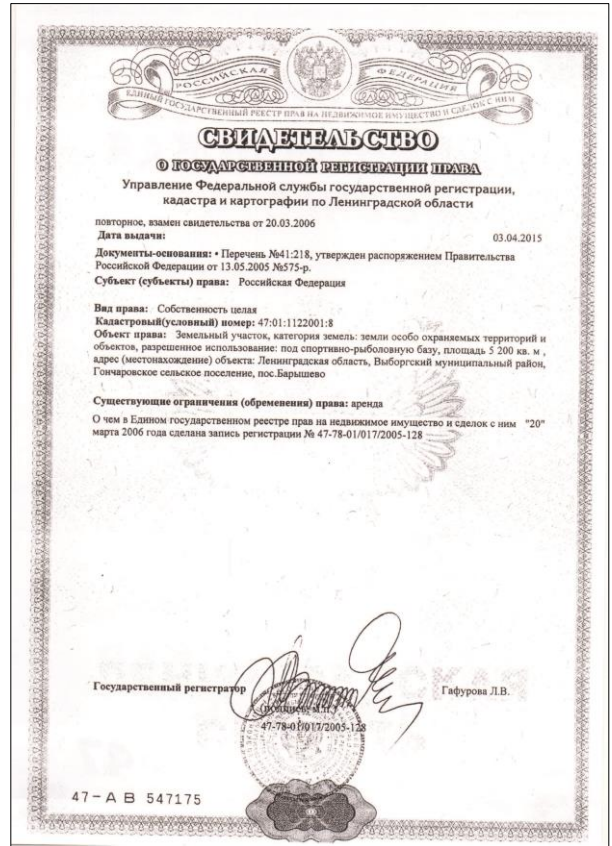 РОССИЙСКАЯ ФЕДЕРАЦИЯ
ЕДИНЫЙ ГОСУДАРСТВЕННЫЙ РЕЕСТР ПРАВ НА НЕДВИЖИМОЕ ИМУЩЕСТВО И СДЕЛОК С НИМ
СВИДЕТЕЛЬСТВО
О ГОСУДАРСТВЕННОЙ РЕГИСТРАЦИИ ПРАВА
Управление Федеральной службы государственной регистрации,
кадастра и картографии по Ленинградской области
повторное, взамен свидетельства от 20.03.2006
Дата выдачи: 03.04.2015
Документы-основания: • Перечень №41:218, утвержден распоряжением Правительства
Российской Федерации от 13.05.2005 №575-р.
Субъект (субъекты) права: Российская Федерация
Вид права: Собственность целая
Кадастровый(условный) номер: 47:01:1122001:8
Объект права: Земельный участок, категория земель: земли особо охраняемых территорий и
объектов, разрешенное использование: под спортивно-рыболовную базу, площадь 5 200 кв. м ,
адрес (местонахождение) объекта: Ленинградская область, Выборгский муниципальный район,
Гончаровское сельское поселение, пос.Барышево
Существующие ограничения (обременения) права: аренда
О чем в Едином государственном реестре прав на недвижимое имущество и сделок с ним "20"
марта 2006 года сделана запись регистрации № 47-78-01/017/2005-128
Государственный регистратор Гафурова Л.В.
(подпись, м.п.)
47-78-01/017/2005-128
47-АВ 547175